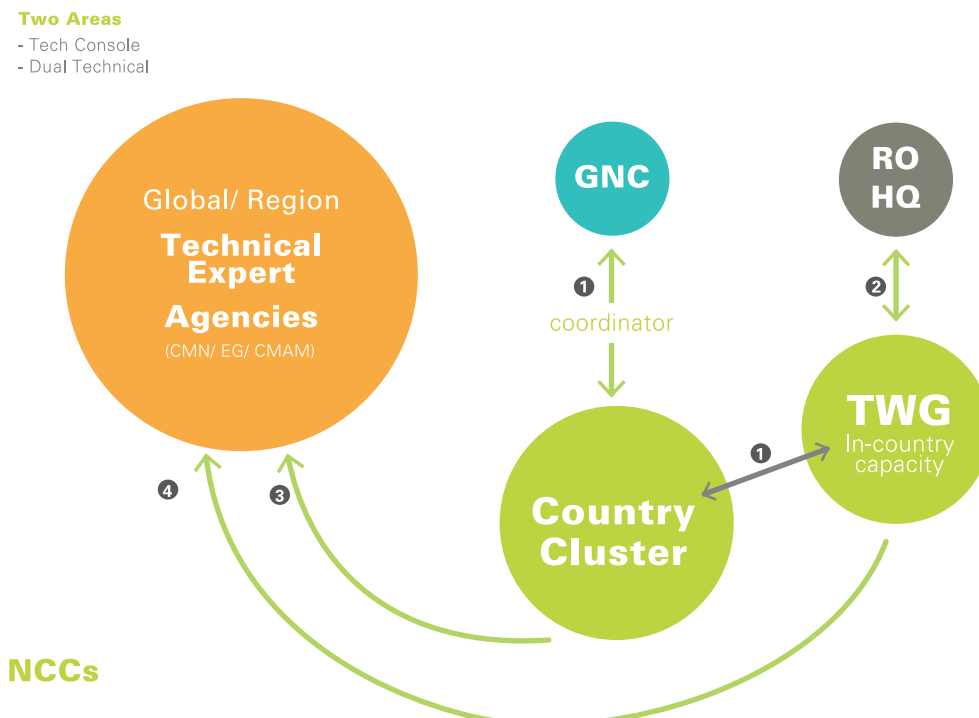 Two Areas
- Tech Console
- Dual Technical
Global/ Region
Technical
Expert
Agencies
(CMN/ EG/ CMAM)
GNC
RO
HQ
1
coordinator
2
TWG
In-country
capacity
1
Country
Cluster
4
3
NCCs